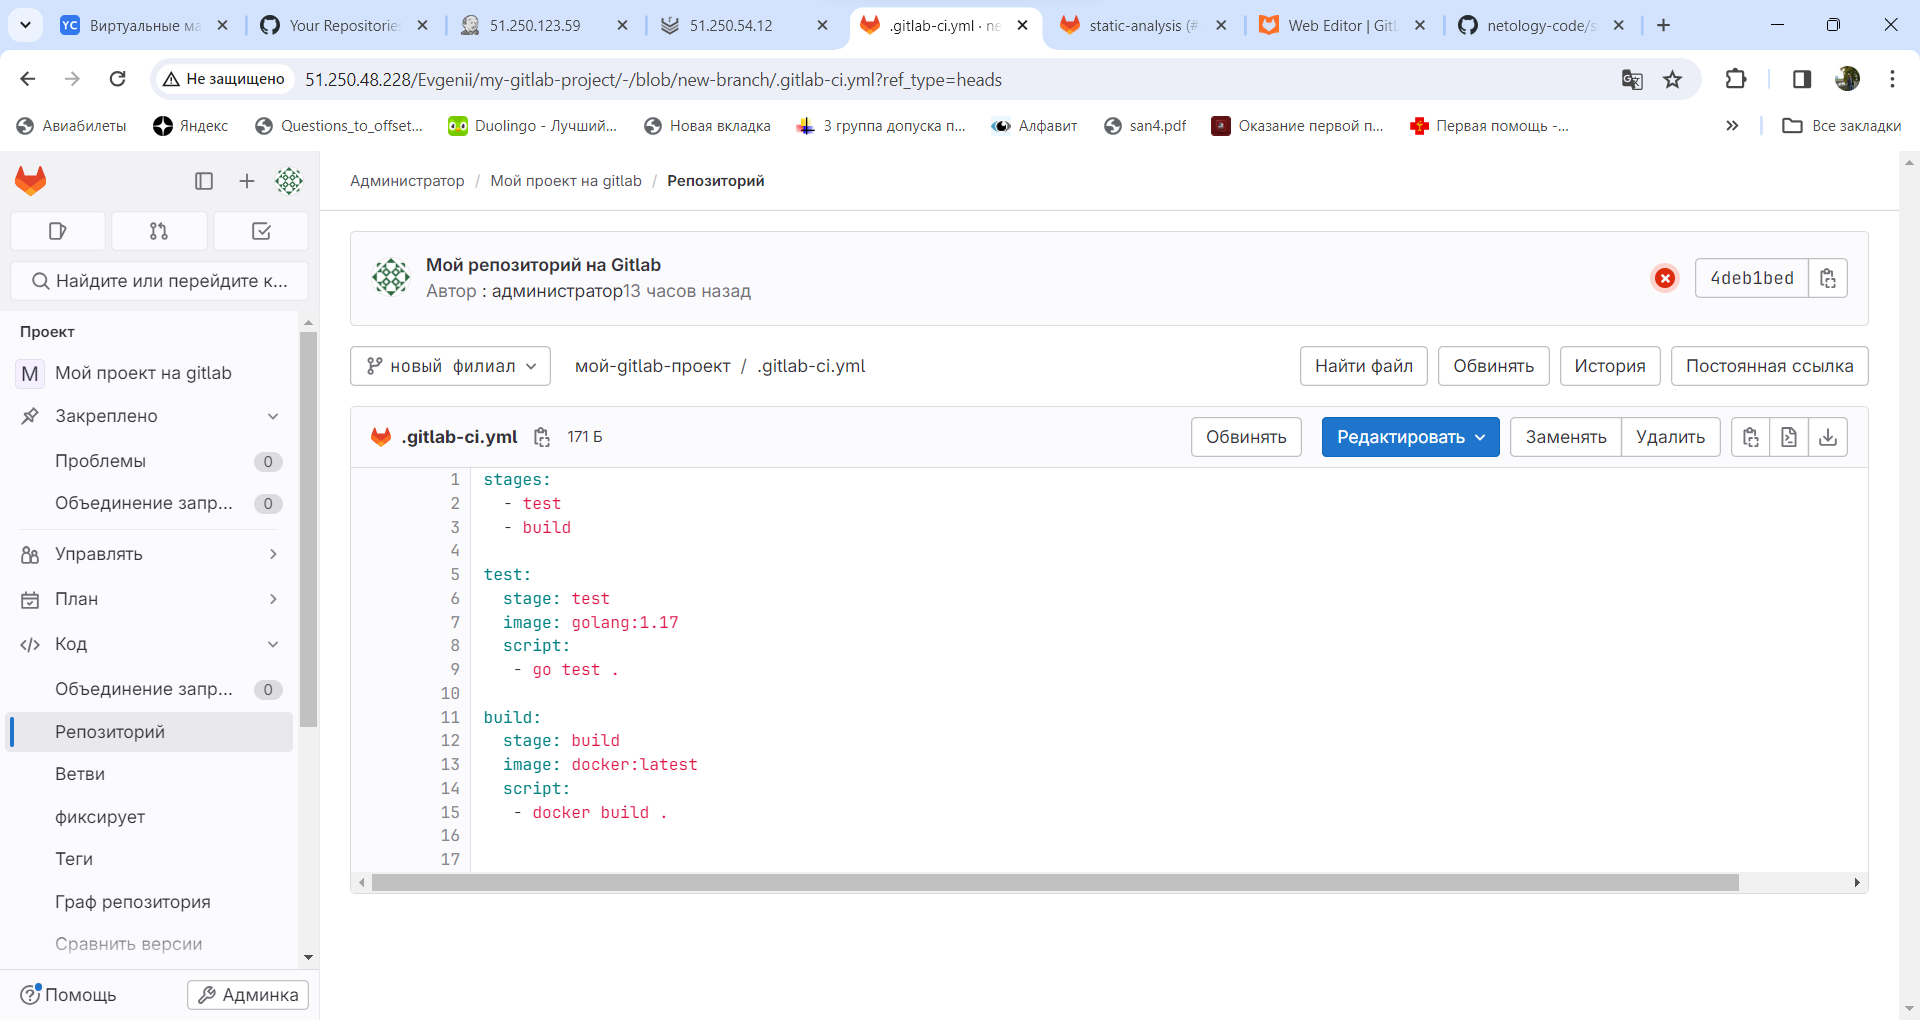 YC Виртуальные ма
Your Repositories
51.250.123.59
51.250.54.12
.gitlab-ci.yml · ne
static-analysis (#
Web Editor | GitL
netology-code/s
Не защищено
51.250.48.228/Evgenii/my-gitlab-project/-/blob/new-branch/.gitlab-ci.yml?ref_type=heads
Авиабилеты
Яндекс
Questions_to_offset...
Duolingo - Лучший...
Новая вкладка
3 группа допуска п...
Алфавит
san4.pdf
Оказание первой п...
Первая помощь -...
Все закладки
Администратор / Мой проект на gitlab / Репозиторий
Найдите или перейдите к...
Проект
М Мой проект на gitlab
Закреплено
Проблемы 0
Объединение запр... 0
Управлять
План
Код
Объединение запр... 0
Репозиторий
Ветви
фиксирует
Теги
Граф репозитория
Сравнить версии
Помощь
Админка
Мой репозиторий на Gitlab
Автор : администратор13 часов назад
4deb1bed
новый филиал
мой-gitlab-проект / .gitlab-ci.yml
Найти файл
Обвинять
История
Постоянная ссылка
.gitlab-ci.yml 171 Б
Обвинять
Редактировать
Заменять
Удалить
1 stages:
2 - test
3 - build
4
5 test:
6 stage: test
7 image: golang:1.17
8 script:
9 - go test .
10
11 build:
12 stage: build
13 image: docker:latest
14 script:
15 - docker build .
16
17